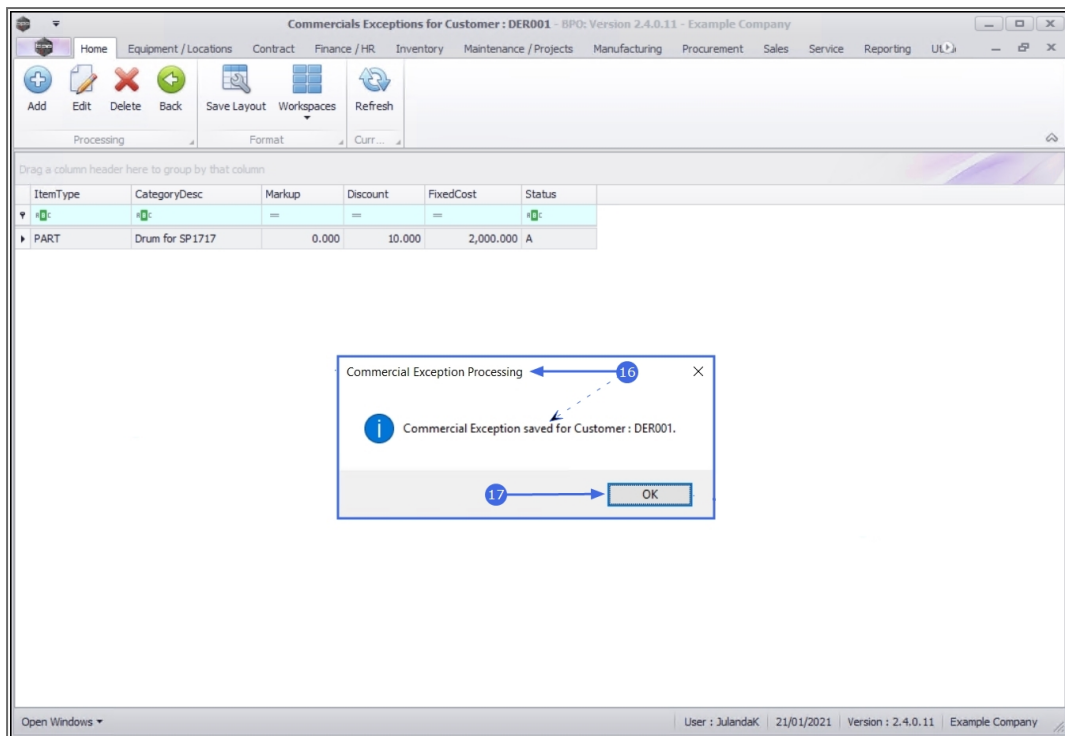 Commercials Exceptions for Customer : DER001 - BPO: Version 2.4.0.11 - Example Company
Home Equipment / Locations Contract Finance / HR Inventory Maintenance / Projects Manufacturing Procurement Sales Service Reporting
Add Edit Delete Back Save Layout Workspaces Refresh
Processing Format Curr...
Drag a column header here to group by that column
ItemType CategoryDesc Markup Discount FixedCost Status
= = =
PART Drum for SP1717 0.000 10.000 2,000.000 A
Commercial Exception Processing 16
Commercial Exception saved for Customer : DER001.
17 OK
Open Windows User : JulandaK 21/01/2021 Version : 2.4.0.11 Example Company